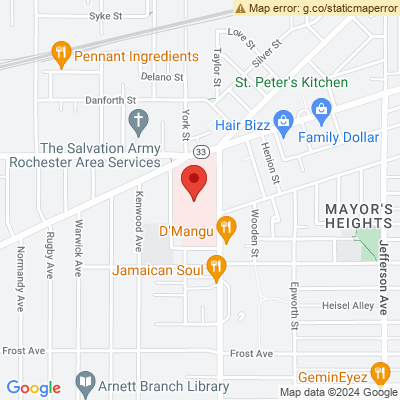 Map error: g.co/staticmaperror
Syke St
Love St
Silver St
Taylor St
Pennant Ingredients
Delano St
St. Peter's Kitchen
Danforth St
York St
Hair Bizz
Family Dollar
The Salvation Army
Rochester Area Services
33
Henion St
Kenwood Ave
Warwick Ave
Rugby Ave
Normandy Ave
D'Mangu
Wooden St
MAYOR'S
HEIGHTS
Jamaican Soul
Jefferson Ave
Epworth St
Heisel Alley
Frost Ave
Frost Ave
GeminEyez
Arnett Branch Library
Google
Map data ©2024 Google